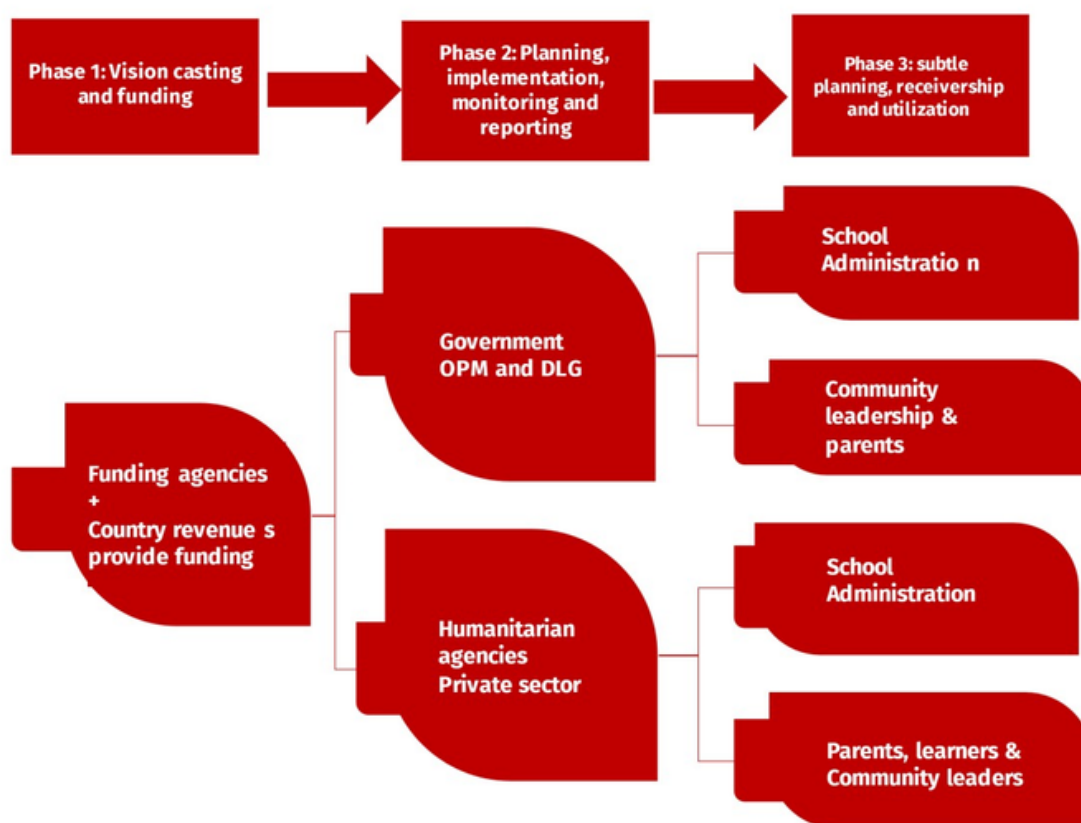 Phase 1: Vision casting
and funding
Phase 2: Planning,
implementation,
monitoring and
reporting
Phase 3: subtle
planning, receivership
and utilization
Funding agencies
+
Country revenue s
provide funding
Government
OPM and DLG
Humanitarian
agencies
Private sector
School
Administratio n
Community
leadership &
parents
School
Administration
Parents, learners &
Community leaders